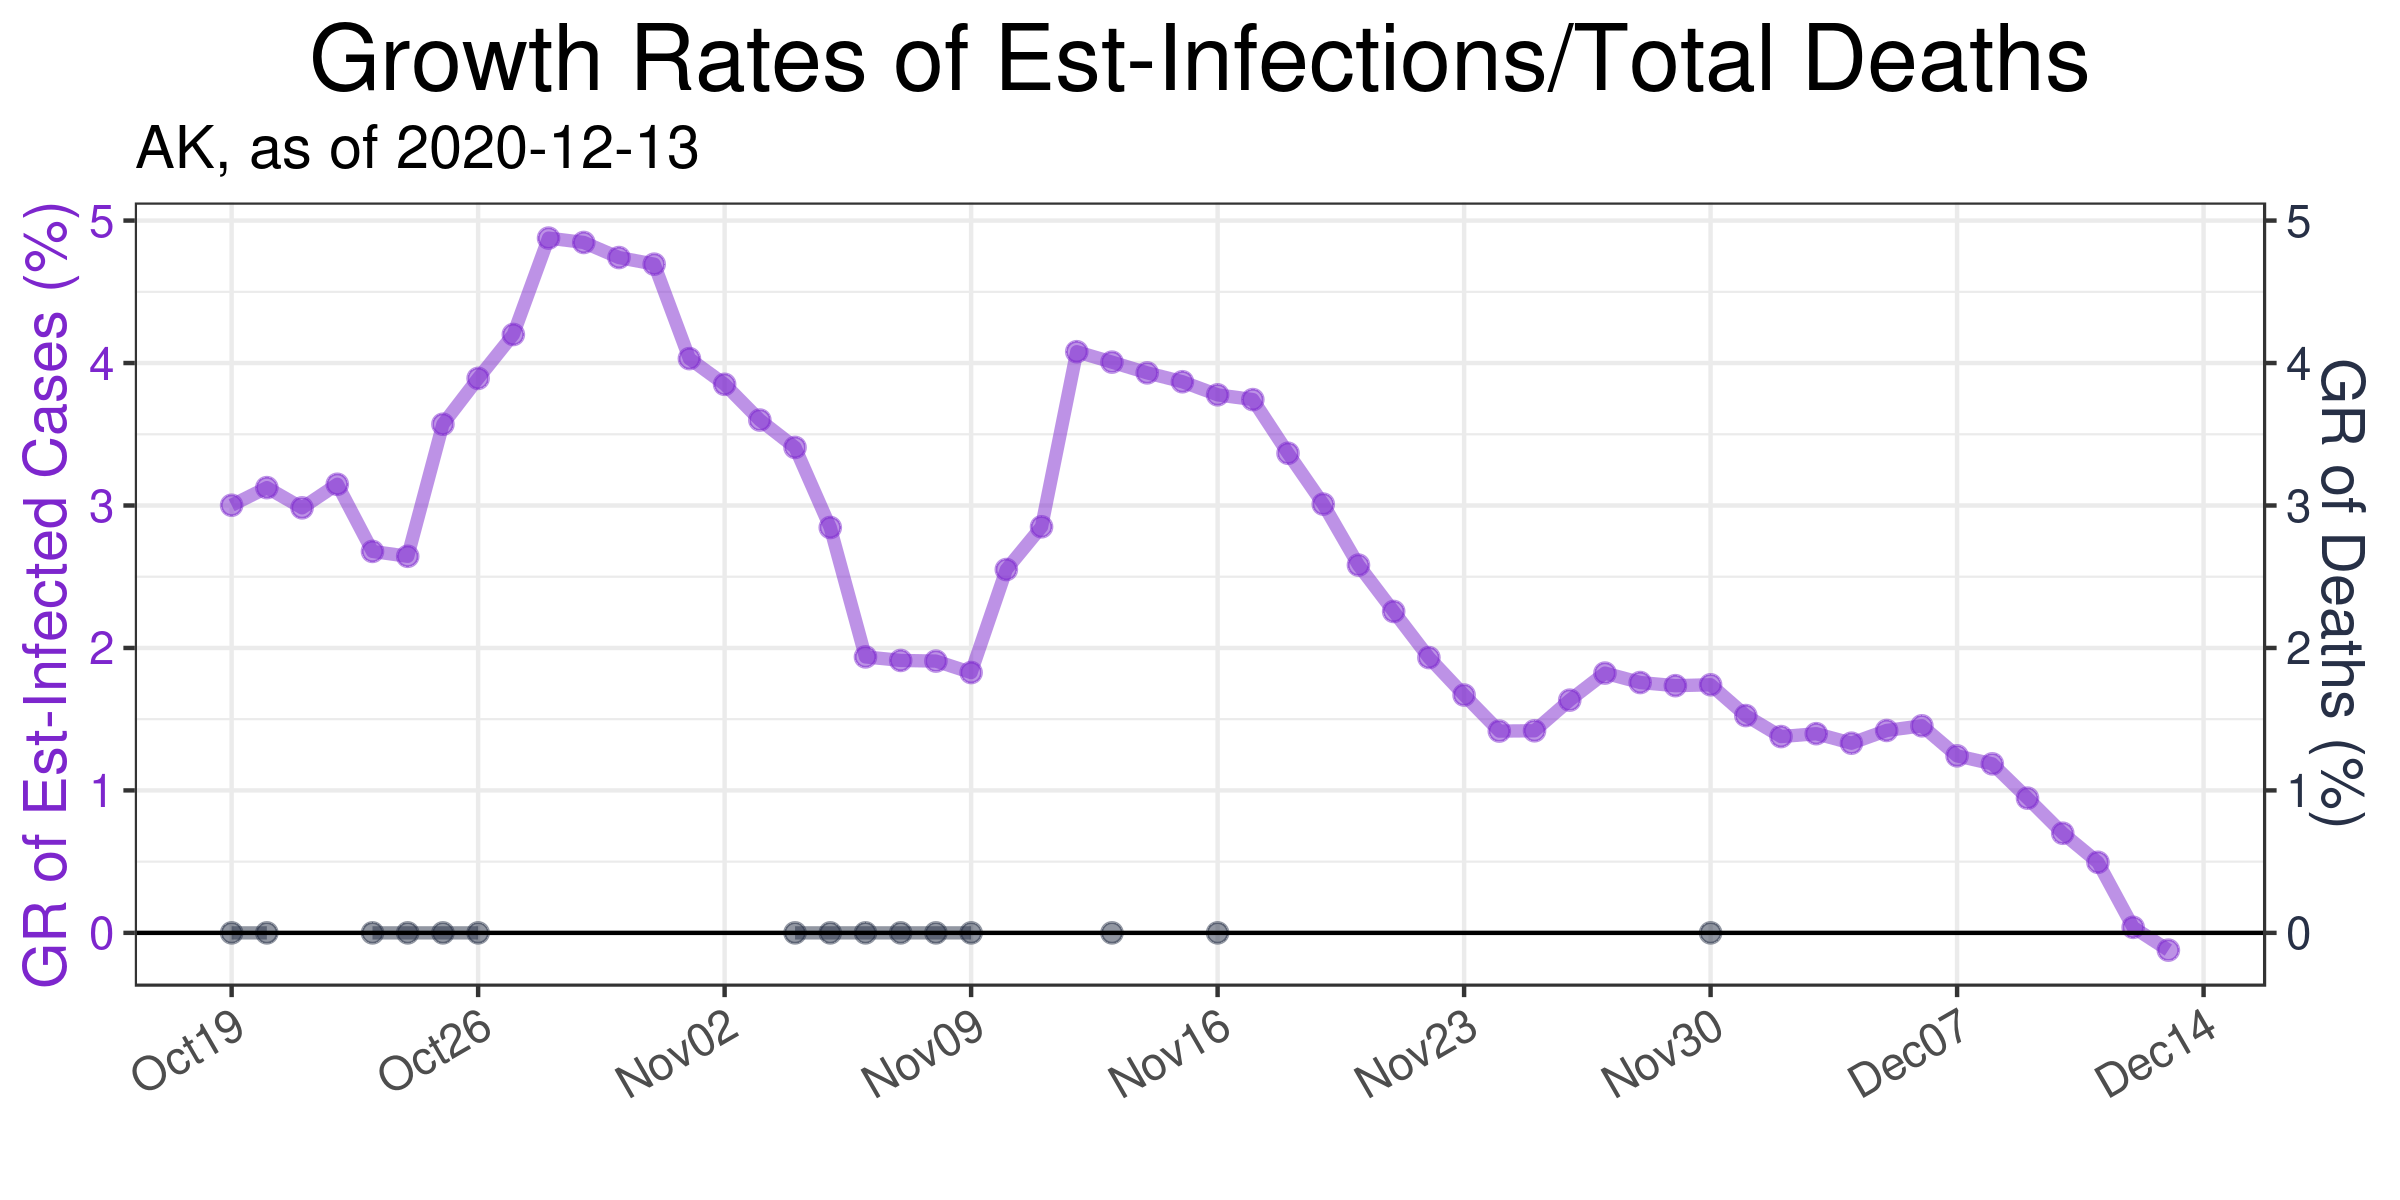 Growth Rates of Est-Infections/Total Deaths
AK, as of 2020-12-13
GR of Est-Infected Cases (%)
5
4
3
2
1
0
5
4
3
2
1
0
GR of Deaths (%)
Oct19
Oct26
Nov02
Nov09
Nov16
Nov23
Nov30
Dec07
Dec14